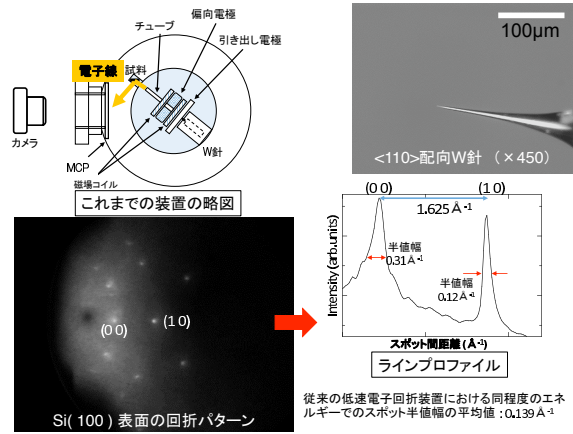 偏向電極
チューブ
引き出し電極
電子線
試料
カメラ
MCP
W針
磁場コイル
これまでの装置の略図
100μm
<110>配向W針 (×450)
(0 0)
(1 0)
Si(100)表面の回折パターン
(0 0)
(1 0)
1.625 Å⁻¹
半値幅
0.31Å⁻¹
半値幅
0.12Å⁻¹
Intensity (arb.units)
スポット間距離 (Å⁻¹)
ラインプロファイル
従来の低速電子回折装置における同程度のエネ
ルギーでのスポット半値幅の平均値：0.139Å⁻¹